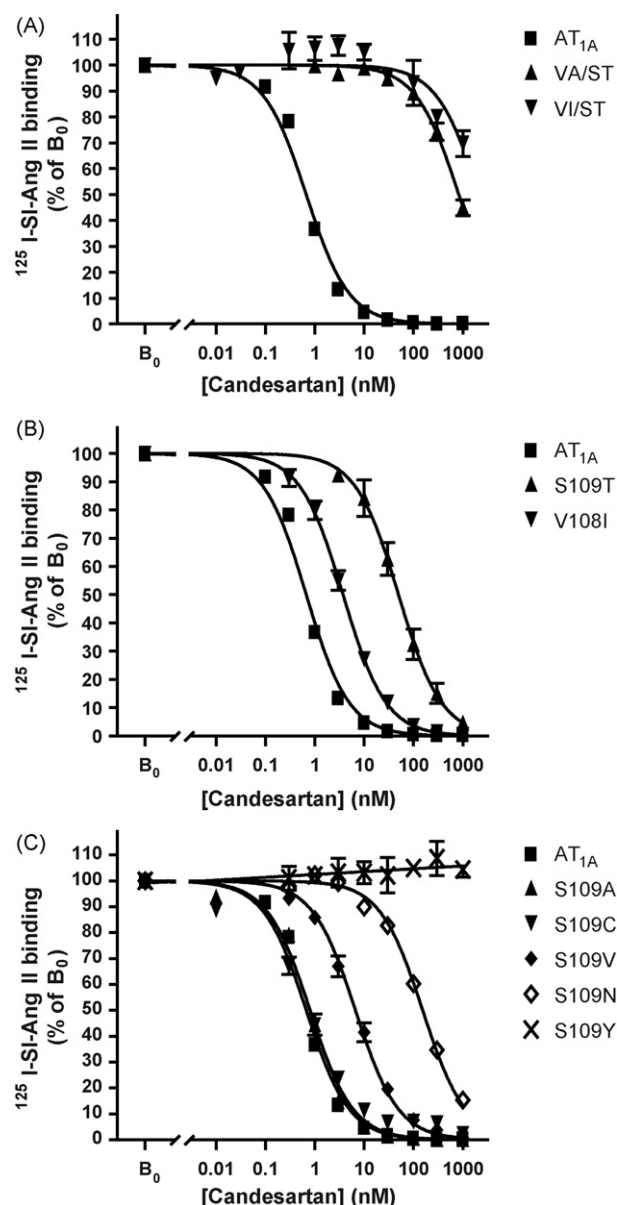 (A)
110
100
90
80
70
60
50
40
30
20
10
0
¹²⁵ I-SI-Ang II binding
(% of B₀)
B₀ 0.01 0.1 1 10 100 1000
[Candesartan] (nM)
AT₁ₐ
VA/ST
VI/ST
(B)
100
90
80
70
60
50
40
30
20
10
0
¹²⁵ I-SI-Ang II binding
(% of B₀)
B₀ 0.01 0.1 1 10 100 1000
[Candesartan] (nM)
AT₁ₐ
S109T
V108I
(C)
110
100
90
80
70
60
50
40
30
20
10
0
¹²⁵ I-SI-Ang II binding
(% of B₀)
B₀ 0.01 0.1 1 10 100 1000
[Candesartan] (nM)
AT₁ₐ
S109A
S109C
S109V
S109N
S109Y